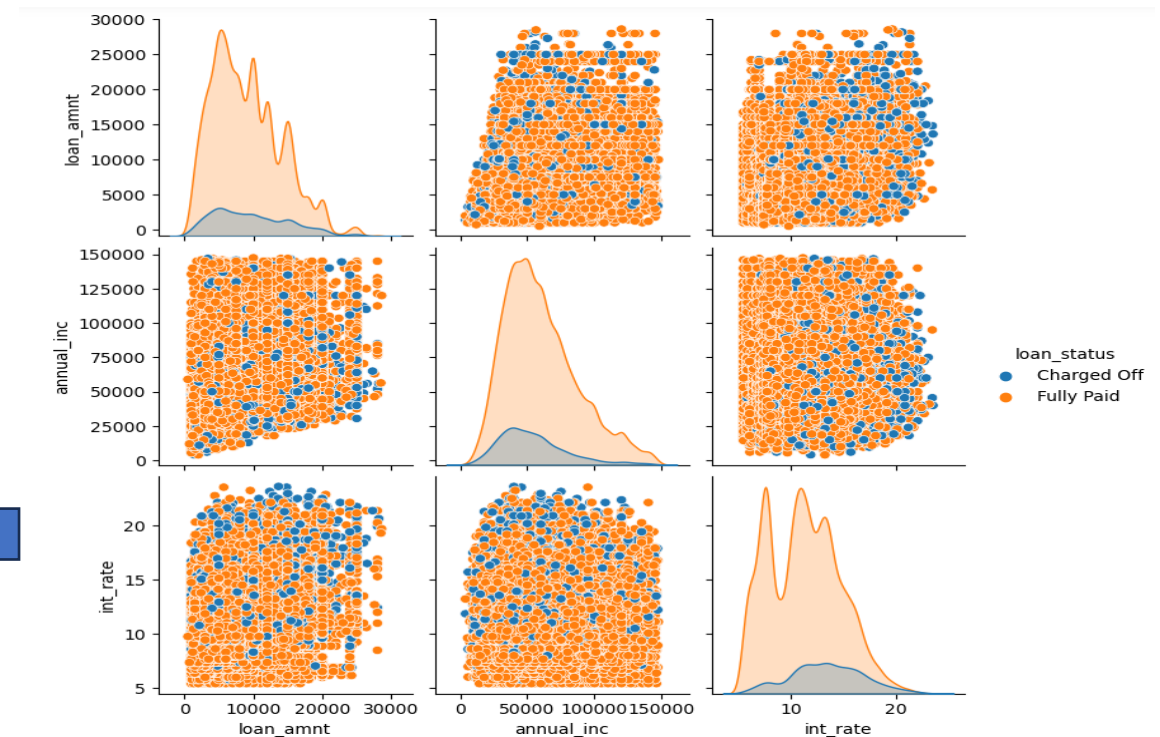 30000
25000
20000
15000
10000
5000
0
loan_amnt
150000
125000
100000
75000
50000
25000
0
annual_inc
20
15
10
5
int_rate
0 10000 20000 30000
loan_amnt
0 50000 100000 150000
annual_inc
10 20
int_rate
loan_status
Charged Off
Fully Paid